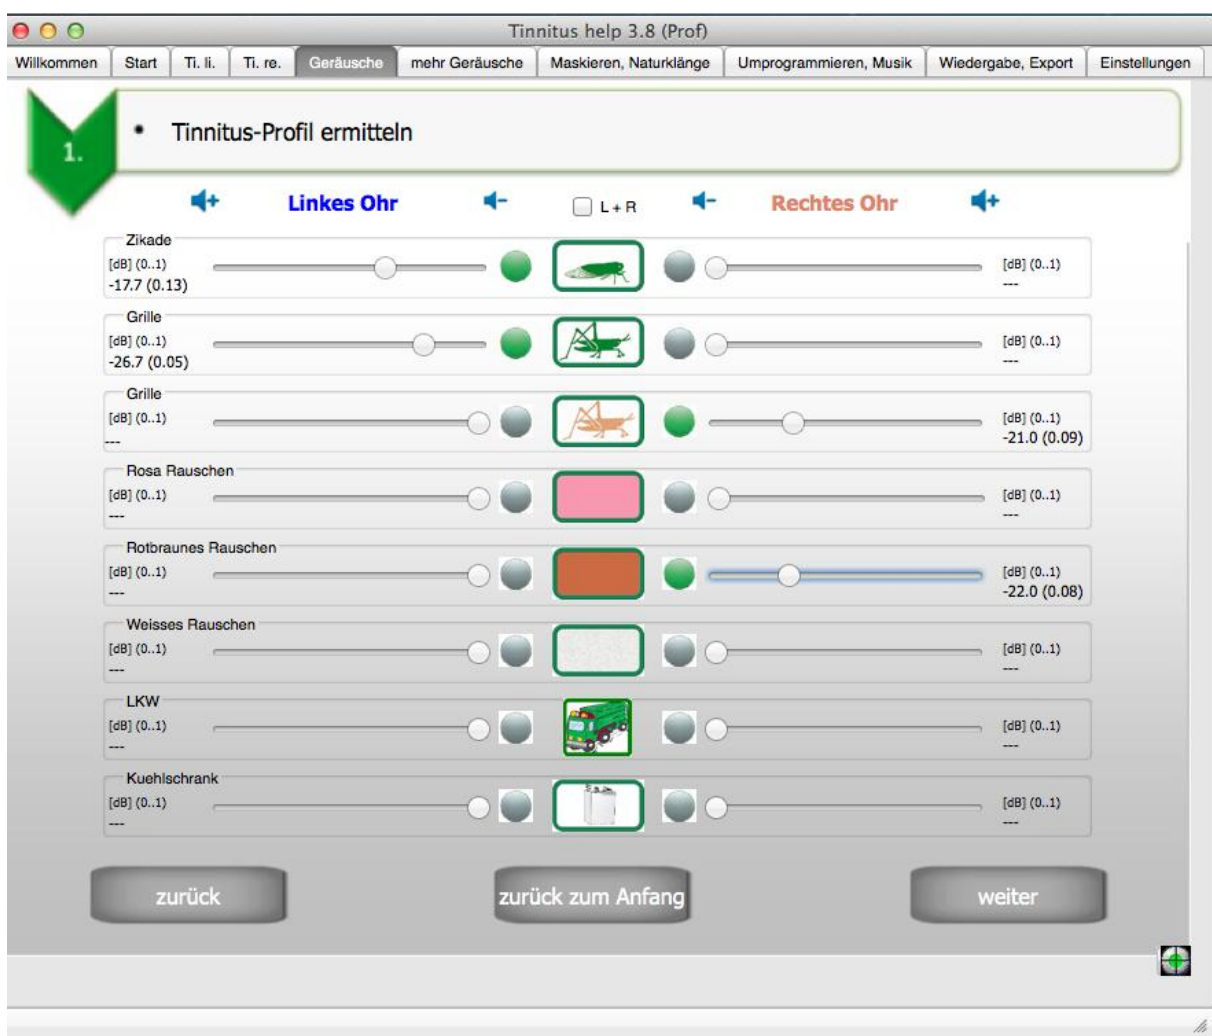 Tinnitus help 3.8 (Prof)
Willkommen Start Ti. li. Ti. re. Geräusche mehr Geräusche Maskieren, Naturklänge Umprogrammieren, Musik Wiedergabe, Export Einstellungen
1.
• Tinnitus-Profil ermitteln
Linkes Ohr L + R Rechtes Ohr
Zikade
[dB] (0..1) [dB] (0..1)
-17.7 (0.13) ---
Grille
[dB] (0..1) [dB] (0..1)
-26.7 (0.05) ---
Grille
[dB] (0..1) [dB] (0..1)
--- -21.0 (0.09)
Rosa Rauschen
[dB] (0..1) [dB] (0..1)
--- ---
Rotbraunes Rauschen
[dB] (0..1) [dB] (0..1)
--- -22.0 (0.08)
Weisses Rauschen
[dB] (0..1) [dB] (0..1)
--- ---
LKW
[dB] (0..1) [dB] (0..1)
--- ---
Kuehlschrank
[dB] (0..1) [dB] (0..1)
--- ---
zurück zurück zum Anfang weiter